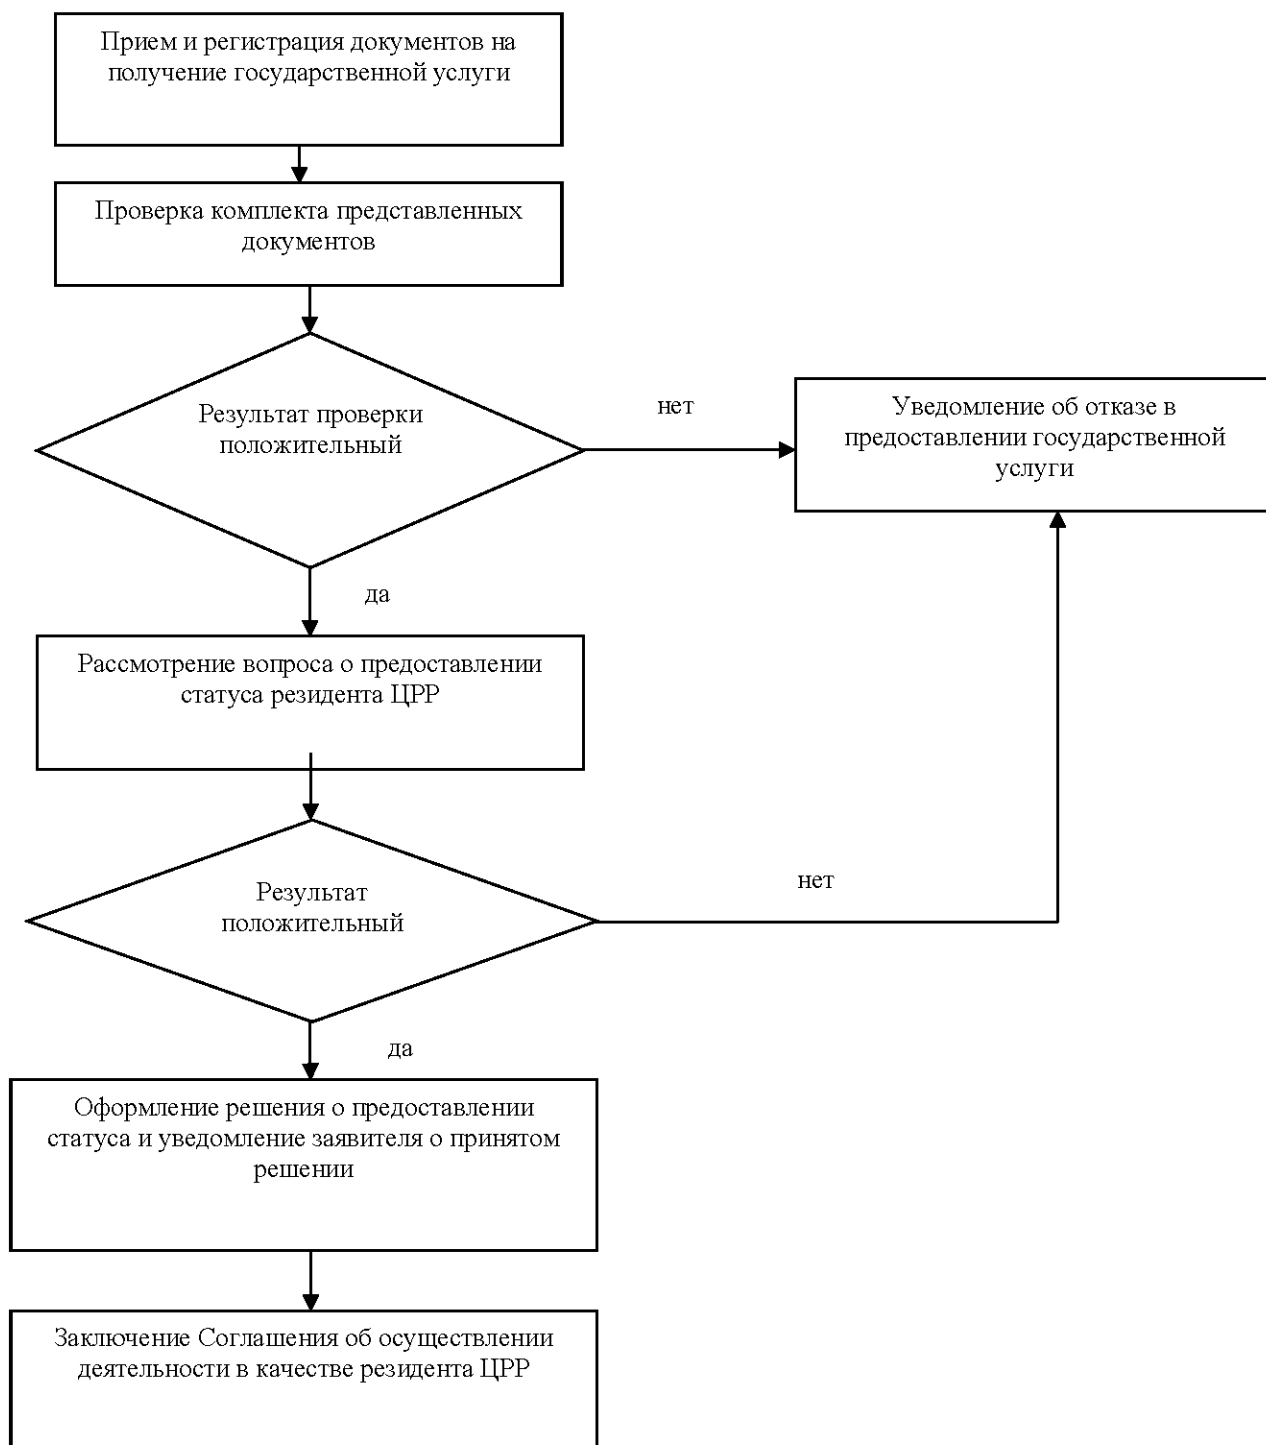 Прием и регистрация документов на
получение государственной услуги
Проверка комплекта представленных
документов
Результат проверки
положительный
нет
Уведомление об отказе в
предоставлении государственной
услуги
да
Рассмотрение вопроса о предоставлении
статуса резидента ЦРР
Результат
положительный
нет
да
Оформление решения о предоставлении
статуса и уведомление заявителя о принятом
решении
Заключение Соглашения об осуществлении
деятельности в качестве резидента ЦРР